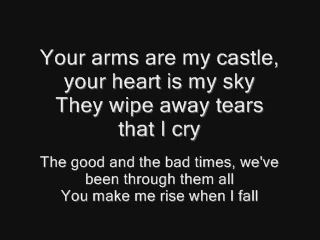 Your arms are my castle,
your heart is my sky
They wipe away tears
that I cry
The good and the bad times, we've
been through them all
You make me rise when I fall